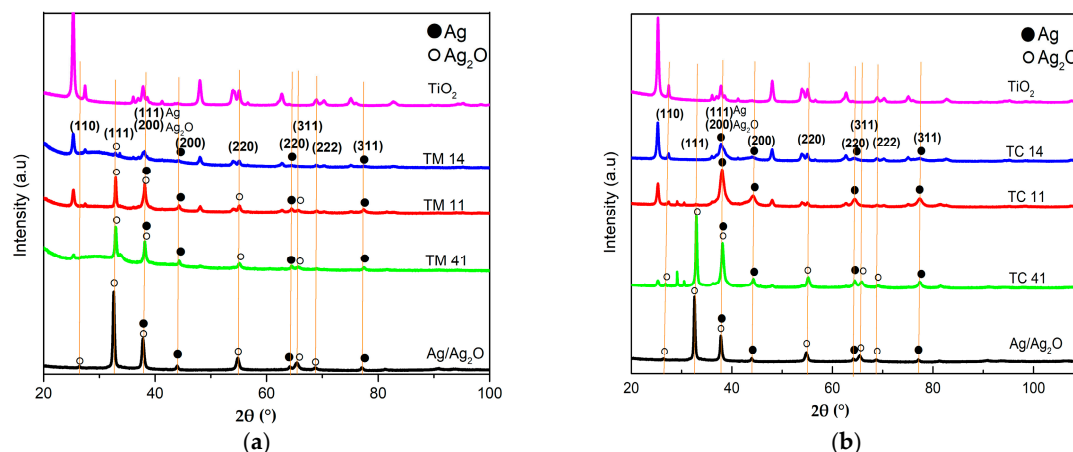 (a)
Ag
Ag2O
TiO2
(111) Ag
(200) Ag2O
(110)
(111)
(200)
(220)
(220)
(311)
(222)
(311)
TM 14
TM 11
TM 41
Ag/Ag2O
Intensity (a.u)
20
40
60
80
100
2θ (°)
(a)
(b)
Ag
Ag2O
TiO2
(111) Ag
(200) Ag2O
(110)
(111)
(200)
(220)
(220)
(311)
(222)
(311)
TC 14
TC 11
TC 41
Ag/Ag2O
Intensity (a.u)
20
40
60
80
100
2θ (°)
(b)